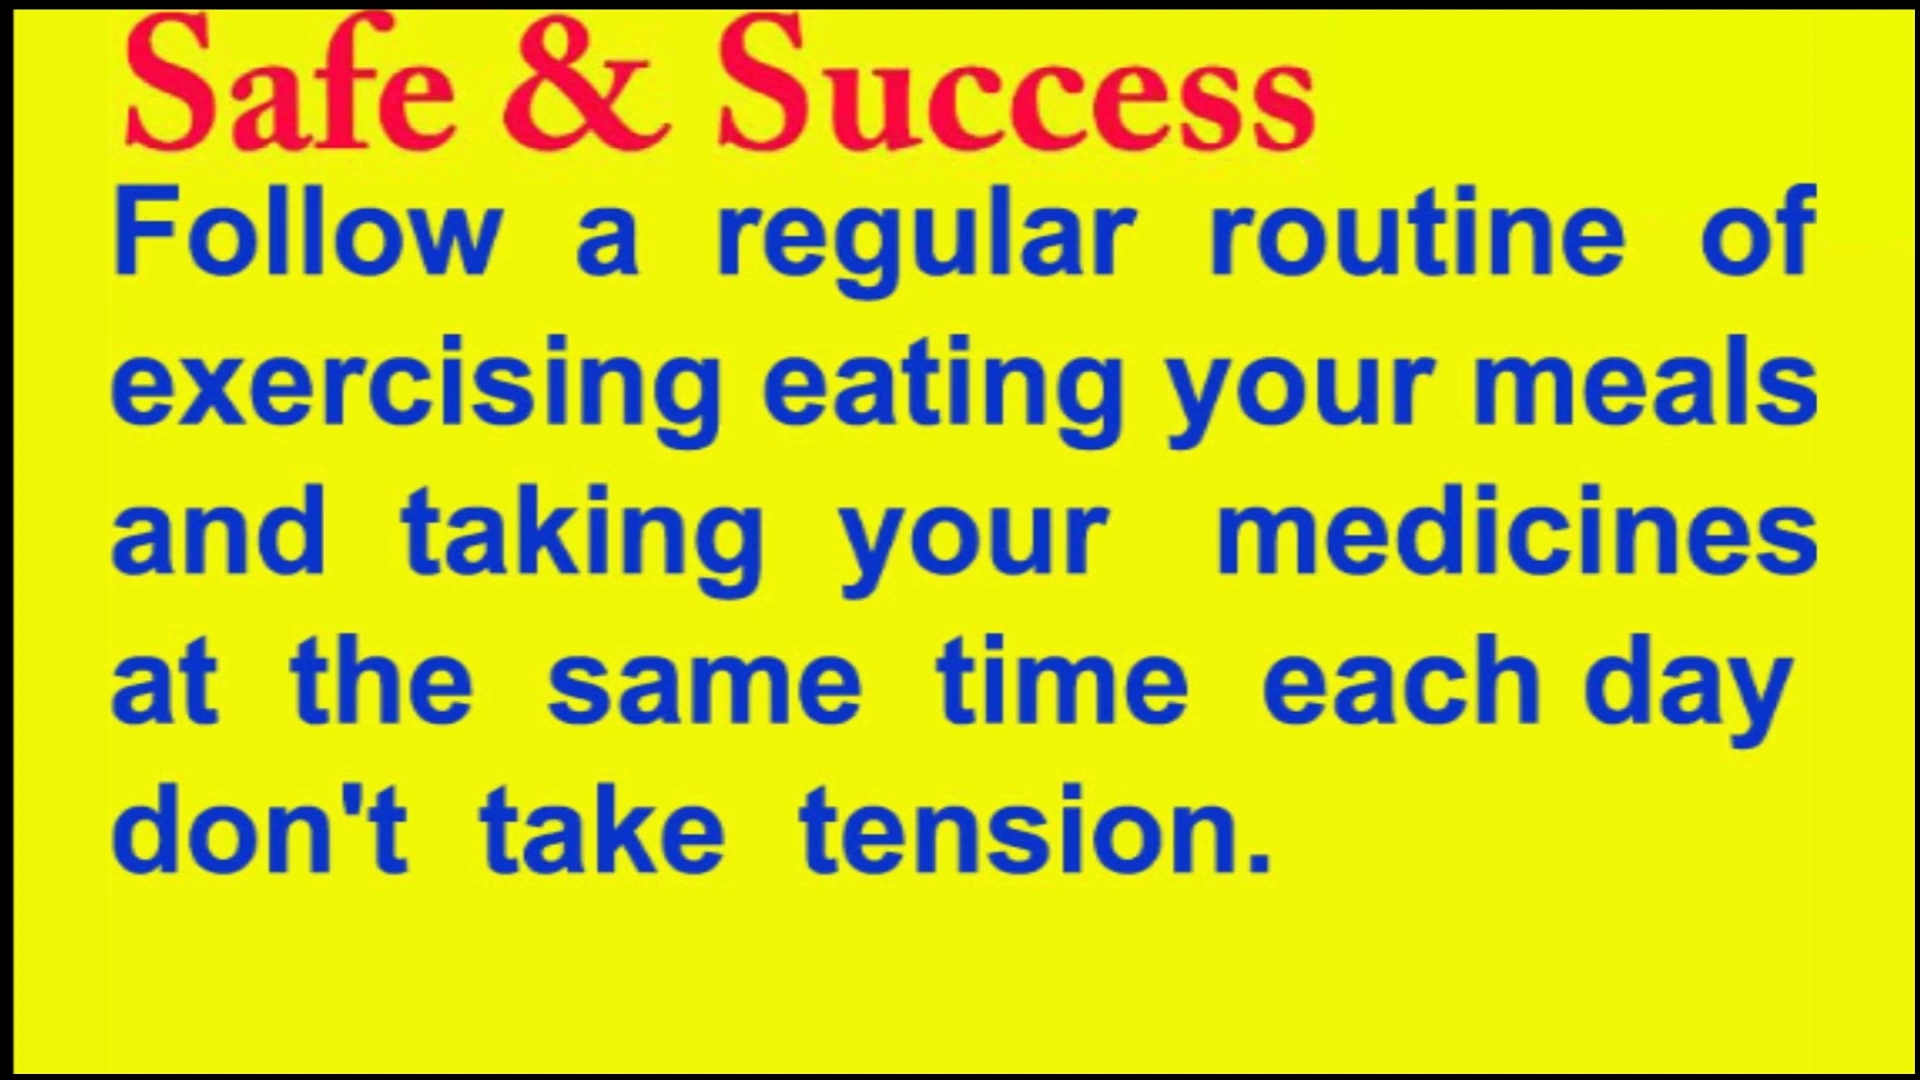 Safe & Success
Follow a regular routine of
exercising eating your meals
and taking your medicines
at the same time each day
don't take tension.